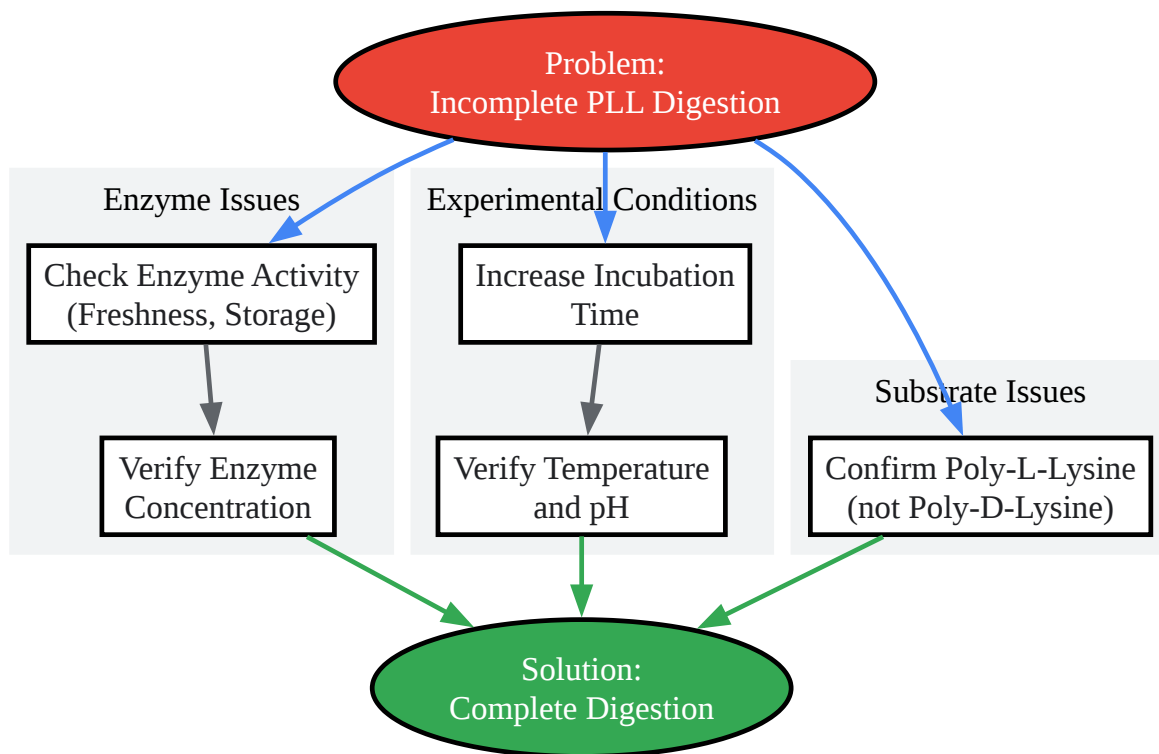 Problem:
Incomplete PLL Digestion
Enzyme Issues
Check Enzyme Activity
(Freshness, Storage)
Verify Enzyme
Concentration
Experimental Conditions
Increase Incubation
Time
Verify Temperature
and pH
Substrate Issues
Confirm Poly-L-Lysine
(not Poly-D-Lysine)
Solution:
Complete Digestion